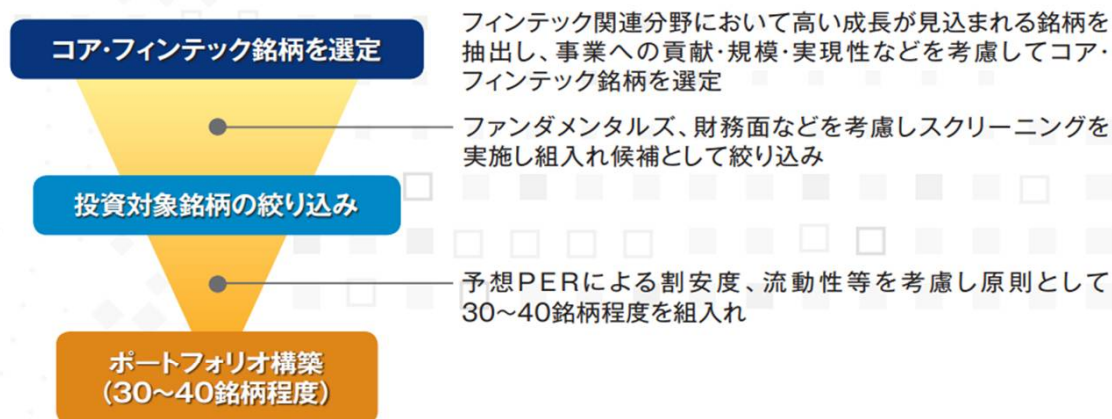 コア・フィンテック銘柄を選定
フィンテック関連分野において高い成長が見込まれる銘柄を
抽出し、事業への貢献・規模・実現性などを考慮してコア・
フィンテック銘柄を選定
ファンダメンタルズ、財務面などを考慮しスクリーニングを
実施し組入れ候補として絞り込み
投資対象銘柄の絞り込み
予想PERによる割安度、流動性等を考慮し原則として
30〜40銘柄程度を組入れ
ポートフォリオ構築
（30〜40銘柄程度）